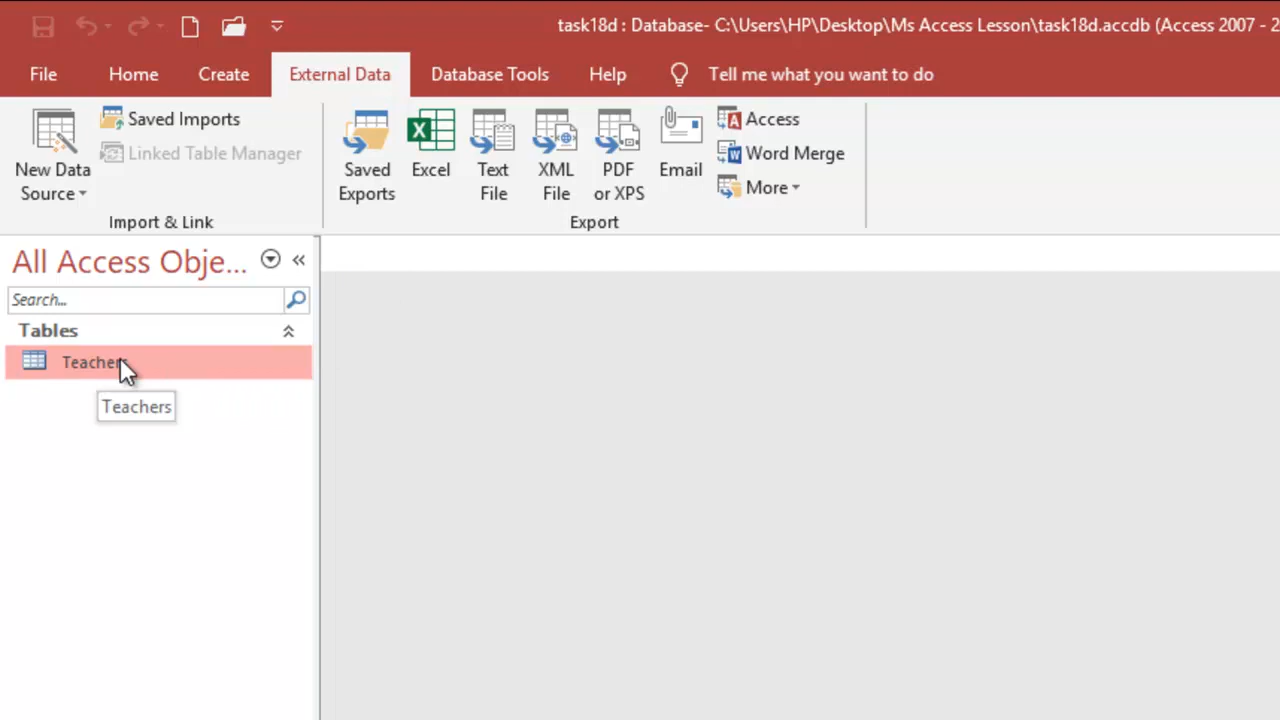 task18d : Database- C:\Users\HP\Desktop\Ms Access Lesson\task18d.accdb (Access 2007 - 2
File Home Create External Data Database Tools Help Tell me what you want to do
New Data Source
Saved Imports
Linked Table Manager
Import & Link
Saved Exports
Excel
Text File
XML File
PDF or XPS
Email
Access
Word Merge
More
Export
All Access Obje...
Search...
Tables
Teachers
Teachers